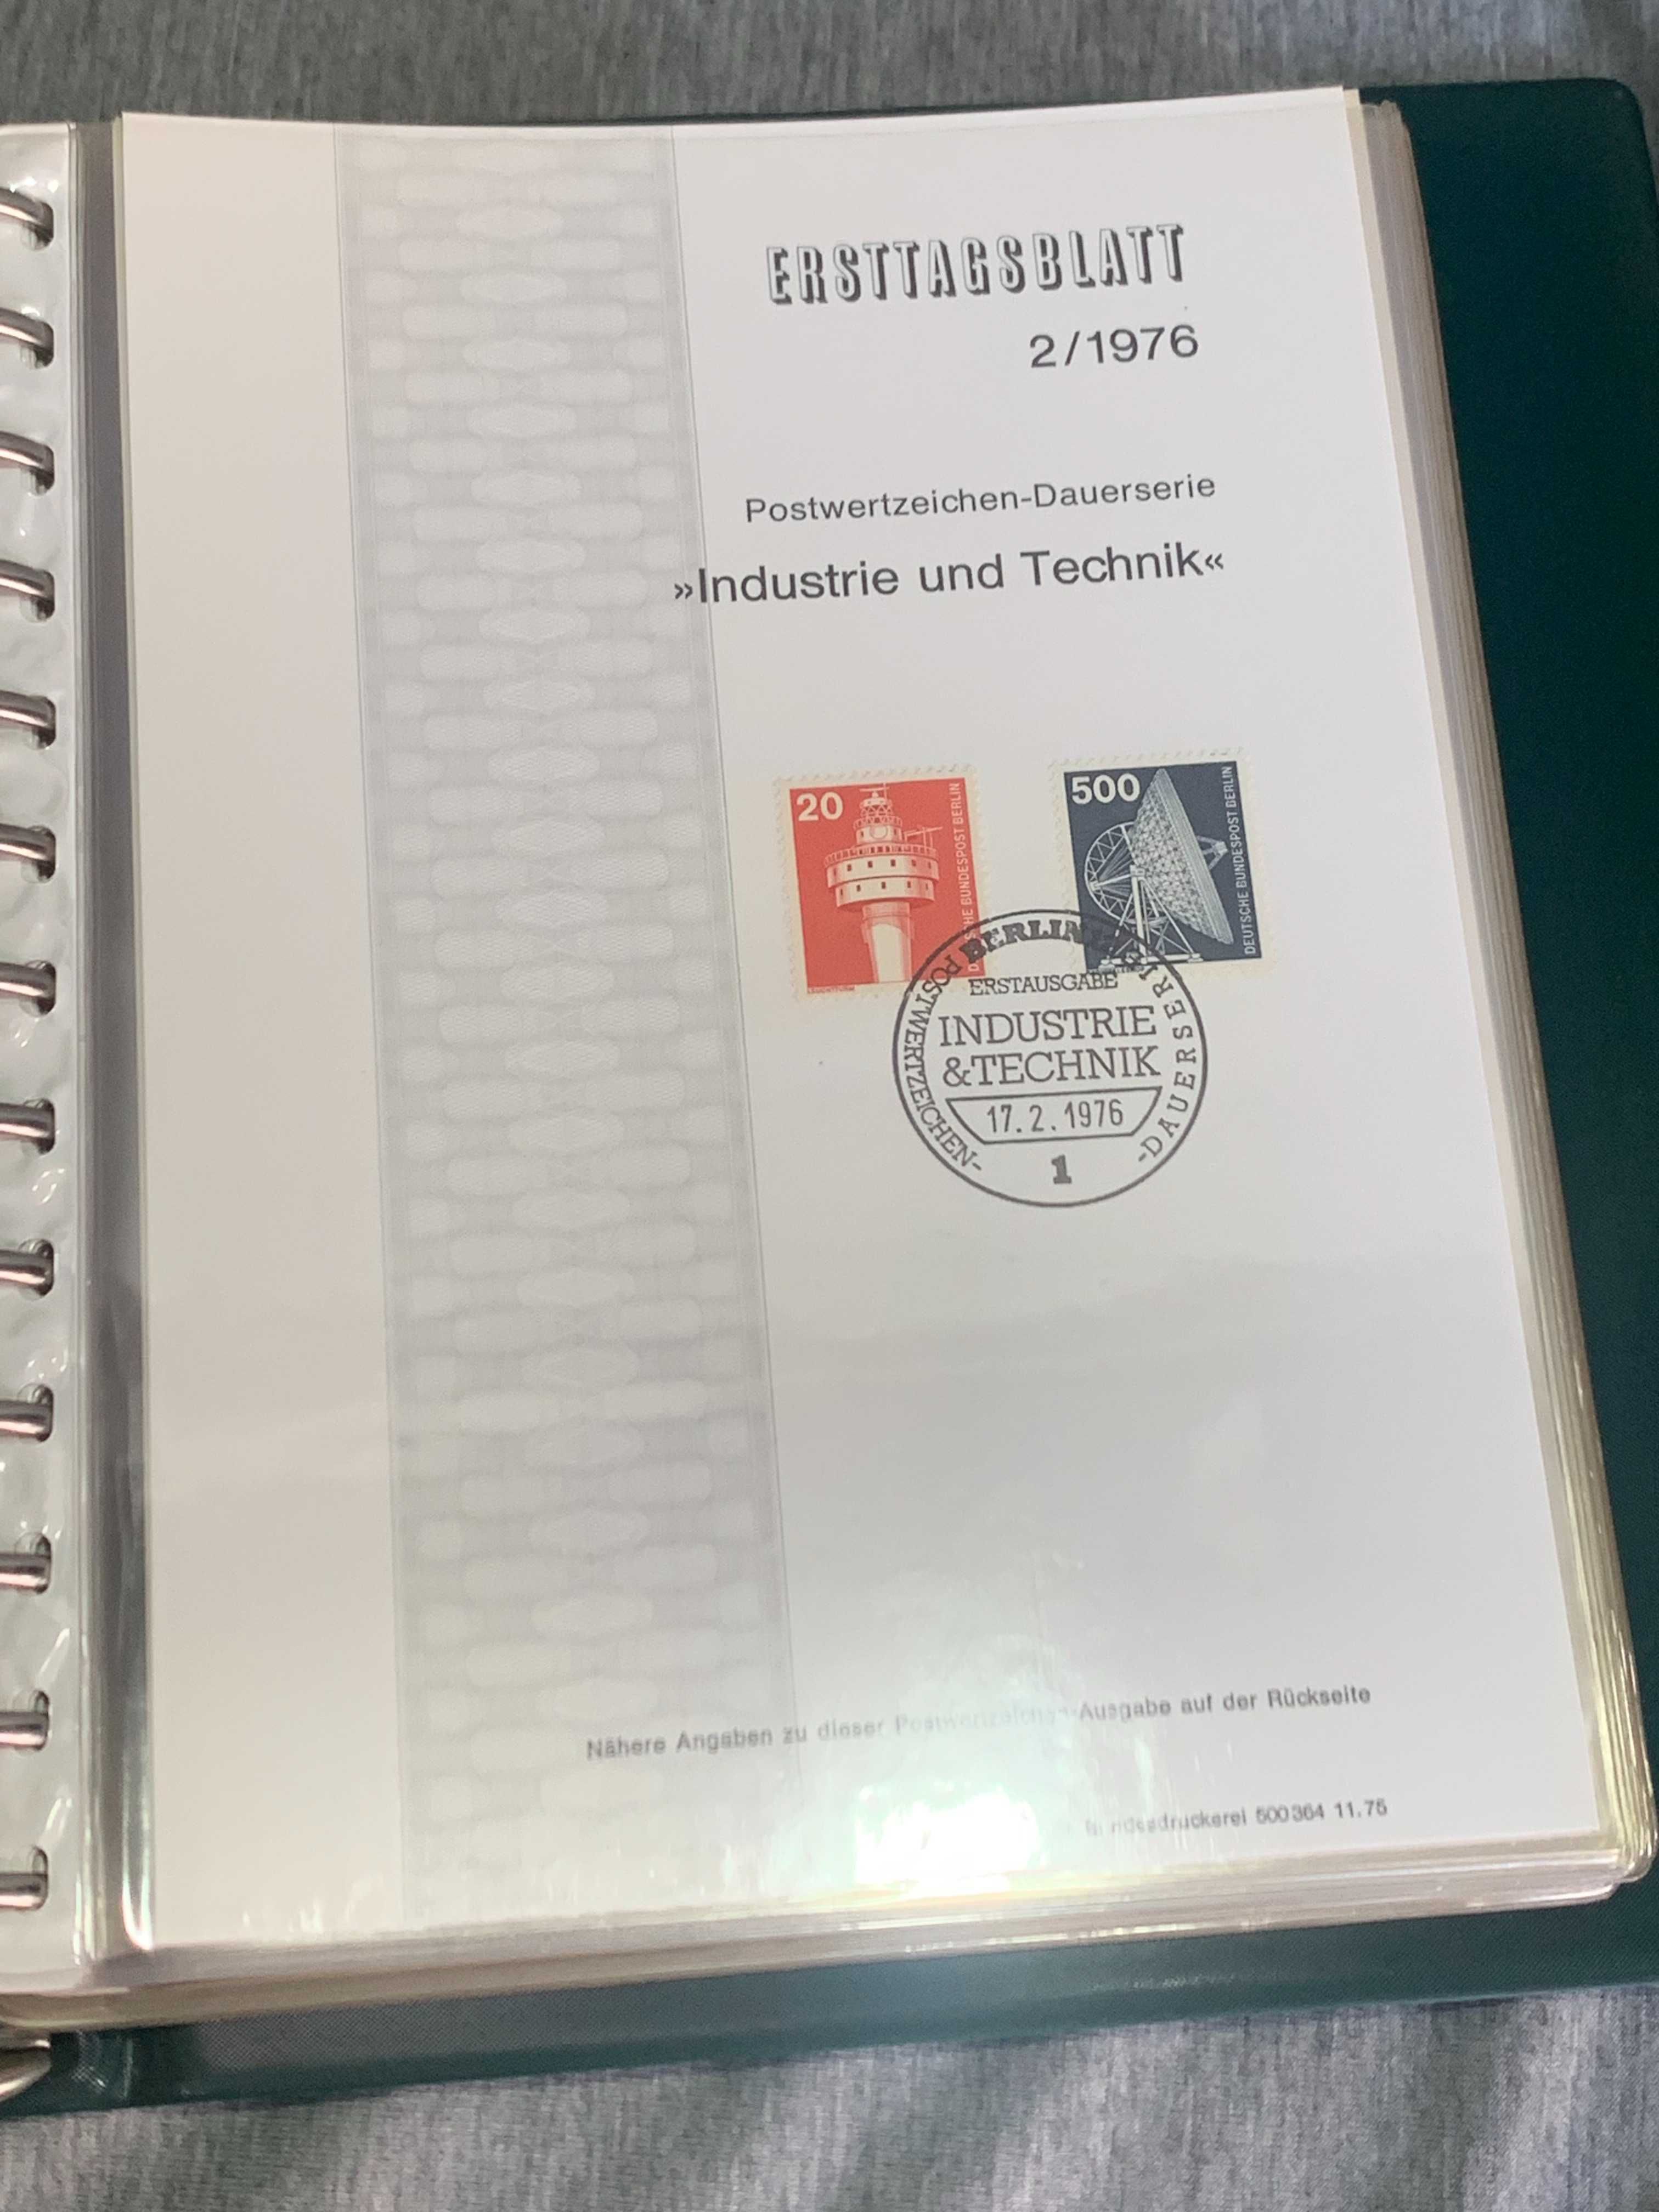 ERSTTAGSBLATT
2/1976
Postwertzeichen-Dauerserie
»Industrie und Technik«
20
DEUTSCHE BUNDESPOST BERLIN
500
DEUTSCHE BUNDESPOST BERLIN
BERLIN
POSTWERTZEICHEN-
-DAUERSERIE
ERSTAUSGABE
INDUSTRIE
&TECHNIK
17.2.1976
1
Nähere Angaben zu dieser Postwertzeichen-Ausgabe auf der Rückseite
500364 11.75